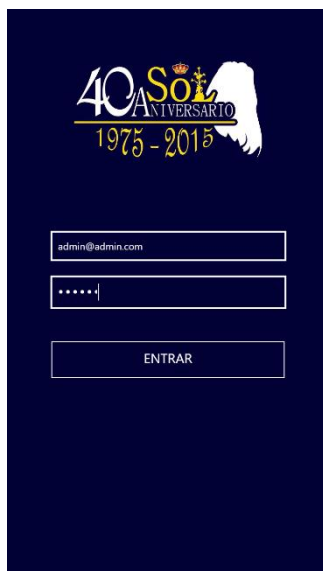 40 SOL
ANIVERSARIO
1975 - 2015
admin@admin.com
ENTRAR